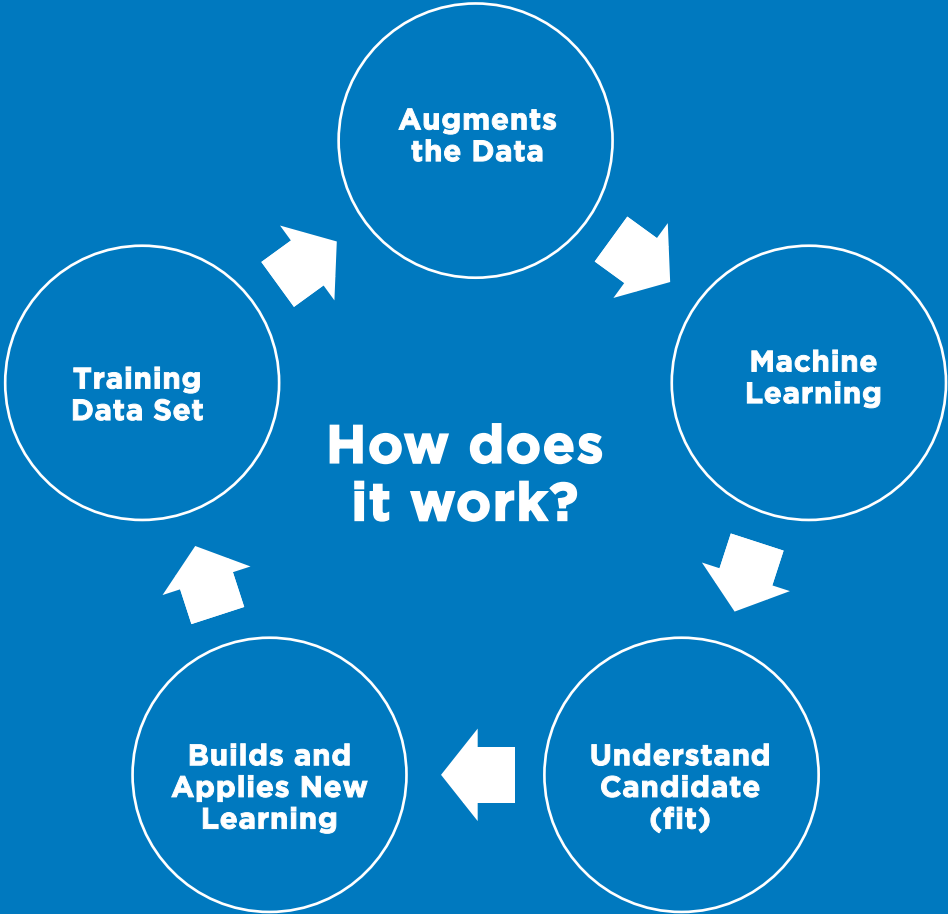 Augments
the Data
Machine
Learning
Training
Data Set
How does
it work?
Understand
Candidate
(fit)
Builds and
Applies New
Learning